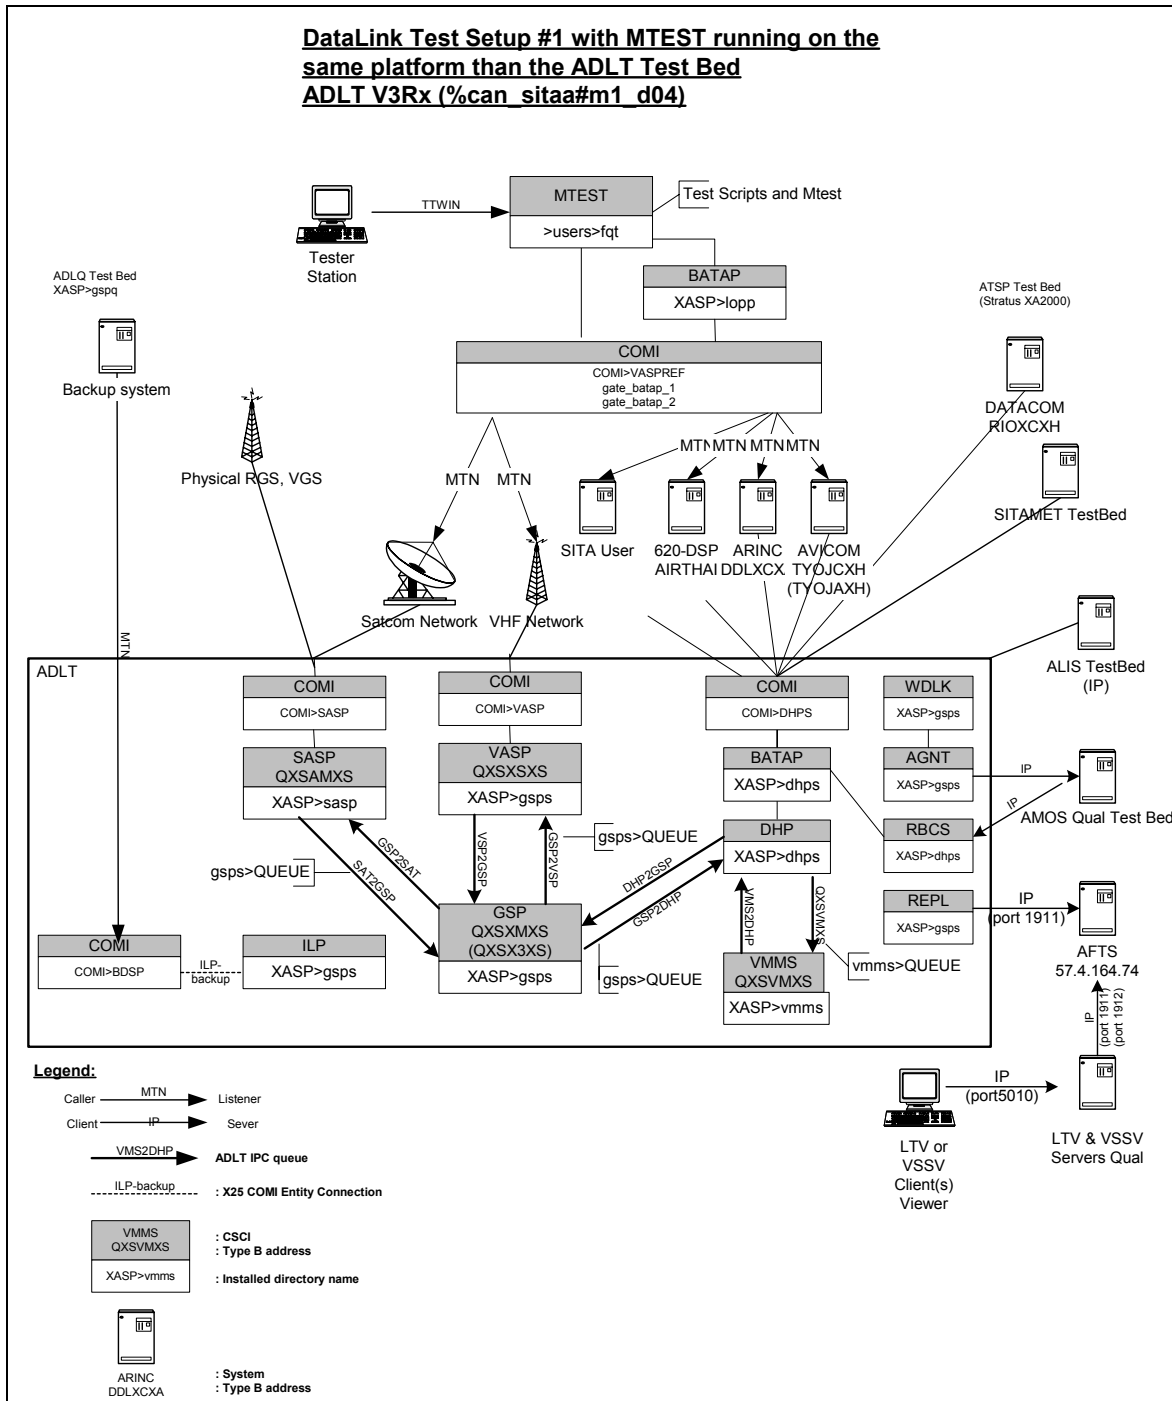 DataLink Test Setup #1 with MTEST running on the
same platform than the ADLT Test Bed
ADLT V3Rx (%can_sitaa#m1_d04)
MTEST
>users>fqt
Test Scripts and Mtest
TTWIN
Tester
Station
BATAP
XASP>lopp
ADLQ Test Bed
XASP>gspq
Backup system
ATSP Test Bed
(Stratus XA2000)
DATACOM
RIOXCXH
COMI
COMI>VASPREF
gate_batap_1
gate_batap_2
Physical RGS, VGS
MTN
MTN
MTN
MTN
MTN
MTN
SITAMET TestBed
SITA User
620-DSP
AIRTHAI
ARINC
DDLXCX
AVICOM
TYOJCXH
(TYOJAXH)
Satcom Network
VHF Network
MTN
ALIS TestBed
(IP)
ADLT
COMI
COMI>SASP
COMI
COMI>VASP
COMI
COMI>DHPS
WDLK
XASP>gsps
SASP
QXSAMXS
XASP>sasp
VASP
QXSXSXS
XASP>gsps
BATAP
XASP>dhps
AGNT
XASP>gsps
IP
IP
AMOS Qual Test Bed
DHP
XASP>dhps
RBCS
XASP>dhps
gsps>QUEUE
SAT2GSP
GSP2SAT
VSP2GSP
GSP2VSP
gsps>QUEUE
DHP2GSP
GSP2DHP
VMS2DHP
QXSVMXS
REPL
XASP>gsps
IP
(port 1911)
AFTS
57.4.164.74
COMI
COMI>BDSP
ILP-
backup
ILP
XASP>gsps
GSP
QXSXMXS
(QXSX3XS)
XASP>gsps
gsps>QUEUE
VMMS
QXSVMXS
XASP>vmms
vmms>QUEUE
IP
(port 1911)
(port 1912)
Legend:
Caller
MTN
Listener
Client
IP
Sever
VMS2DHP
ADLT IPC queue
ILP-backup
: X25 COMI Entity Connection
VMMS
QXSVMXS
: CSCI
: Type B address
XASP>vmms
: Installed directory name
ARINC
DDLXCXA
: System
: Type B address
IP
(port5010)
LTV or
VSSV
Client(s)
Viewer
LTV & VSSV
Servers Qual